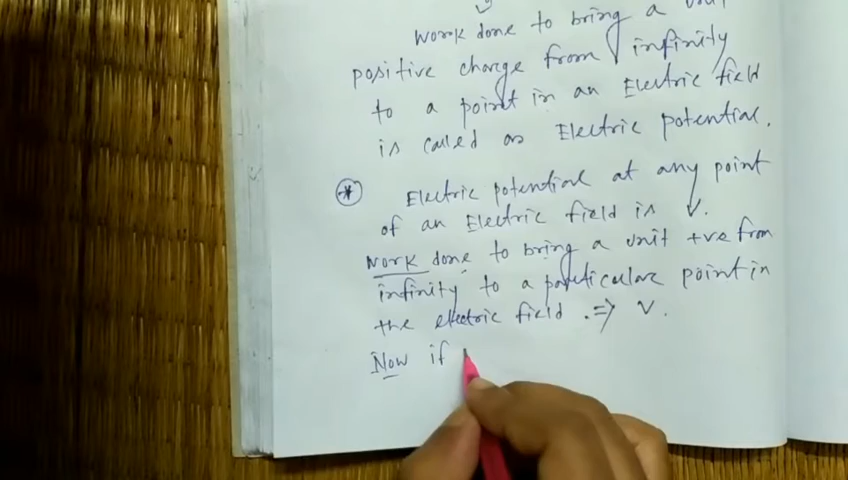 Work done to bring a unit
positive charge from infinity
to a point in an Electric field
is called as Electric potential.
* Electric potential at any point
of an Electric field is V.
Work done to bring a unit +ve from
infinity to a particular point in
the electric field . => V.
Now if